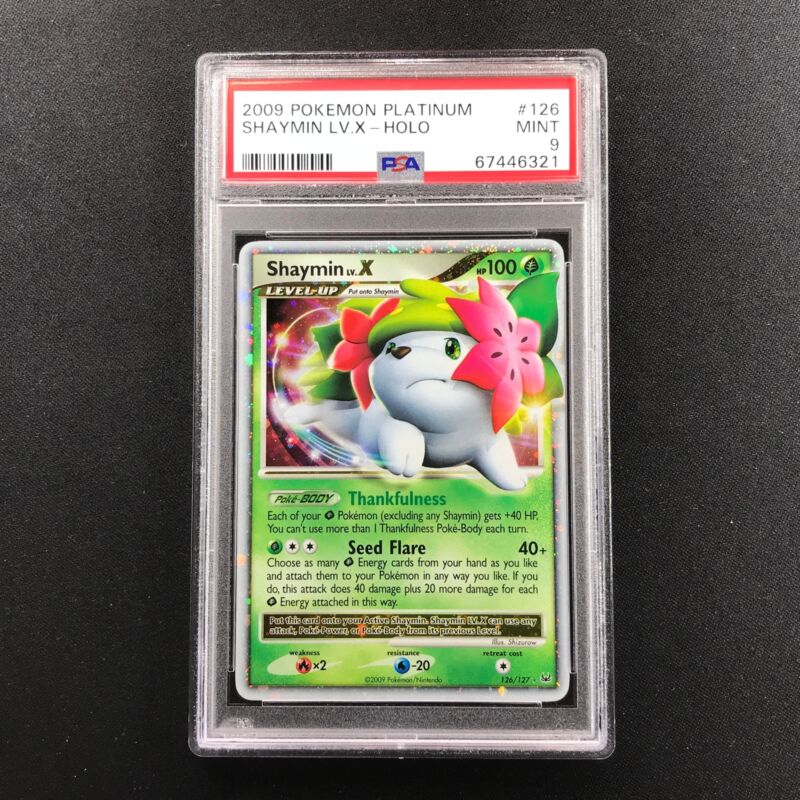 2009 POKEMON PLATINUM #126
SHAYMIN LV.X - HOLO MINT
9
PSA 67446321
Shaymin LV.X HP 100
LEVEL-UP Put onto Shaymin
Poké-BODY Thankfulness
Each of your Pokémon (excluding any Shaymin) gets +40 HP.
You can't use more than 1 Thankfulness Poké-Body each turn.
Seed Flare 40+
Choose as many Energy cards from your hand as you like
and attach them to your Pokémon in any way you like. If you
do, this attack does 40 damage plus 20 more damage for each
Energy attached in this way.
Put this card onto your Active Shaymin. Shaymin LV.X can use any
attack, Poké-Power, or Poké-Body from its previous Level.
Illus. Shizurow
weakness resistance retreat cost
×2 -20
©2009 Pokémon/Nintendo 126/127